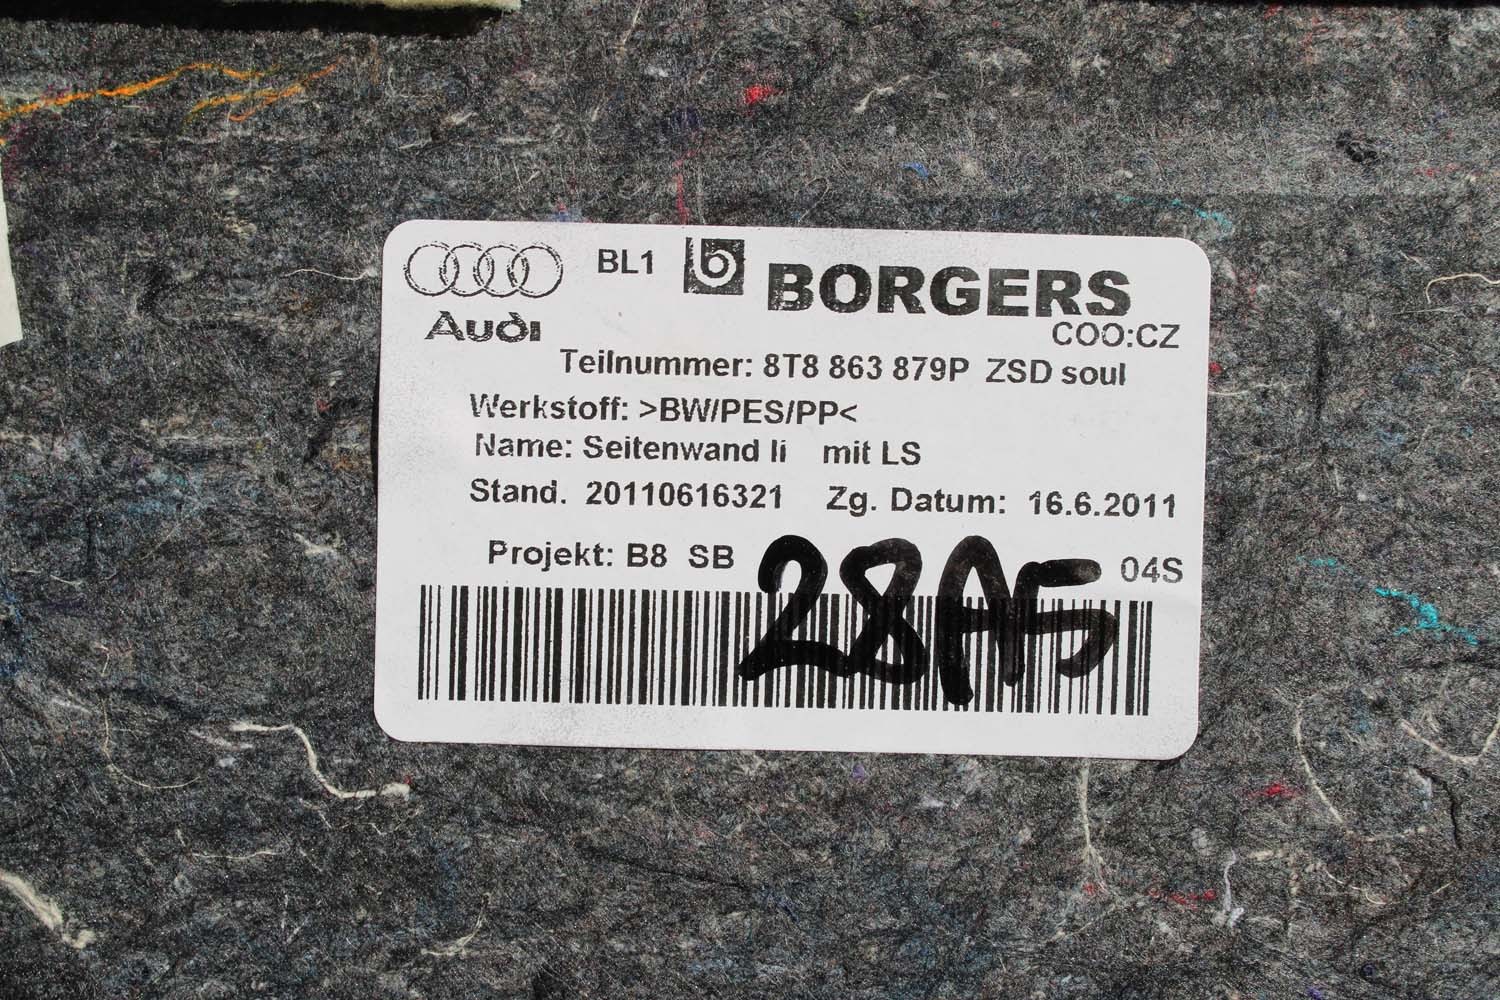 BL1 b BORGERS
Audi
COO:CZ
Teilnummer: 8T8 863 879P ZSD soul
Werkstoff: >BW/PES/PP<
Name: Seitenwand li mit LS
Stand. 20110616321 Zg. Datum: 16.6.2011
Projekt: B8 SB 04S
28A5